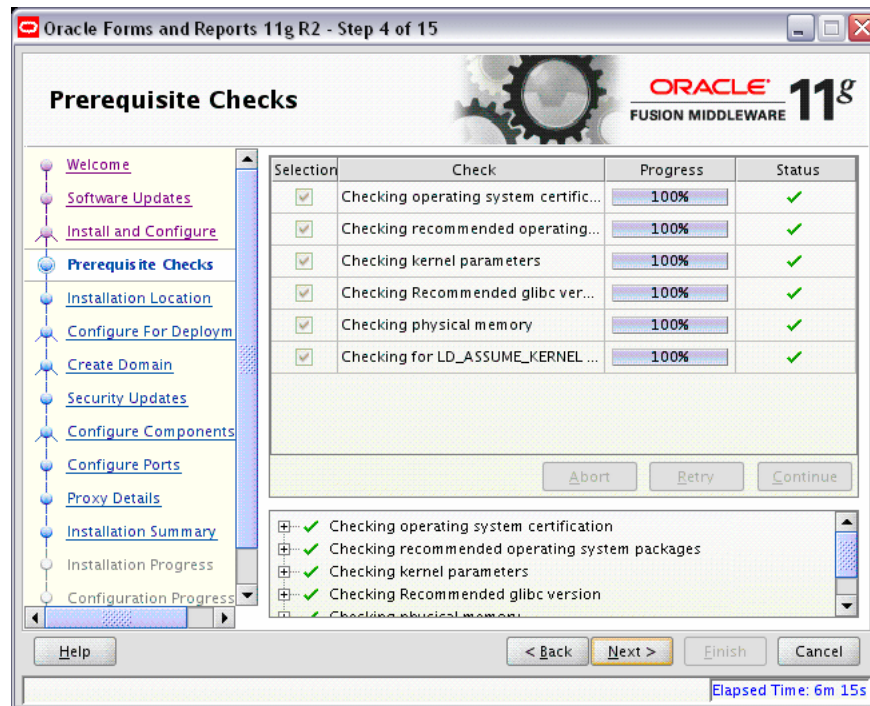 Oracle Forms and Reports 11g R2 - Step 4 of 15
Prerequisite Checks
ORACLE
FUSION MIDDLEWARE
11g
Welcome
Software Updates
Install and Configure
Prerequisite Checks
Installation Location
Configure For Deploym
Create Domain
Security Updates
Configure Components
Configure Ports
Proxy Details
Installation Summary
Installation Progress
Configuration Progress
Selection Check Progress Status
Checking operating system certific... 100%
Checking recommended operating... 100%
Checking kernel parameters 100%
Checking Recommended glibc ver... 100%
Checking physical memory 100%
Checking for LD_ASSUME_KERNEL ... 100%
Abort Retry Continue
Checking operating system certification
Checking recommended operating system packages
Checking kernel parameters
Checking Recommended glibc version
Checking physical memory
Help < Back Next > Finish Cancel
Elapsed Time: 6m 15s